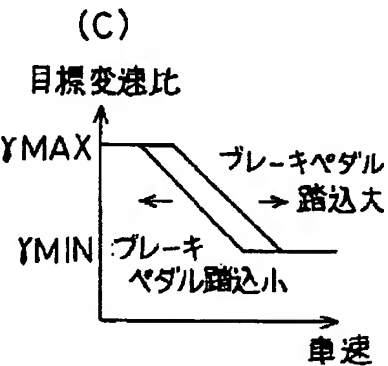 (C)
目標変速比
γMAX
ブレーキペダル
踏込大
γMIN
ブレーキ
ペダル踏込小
車速